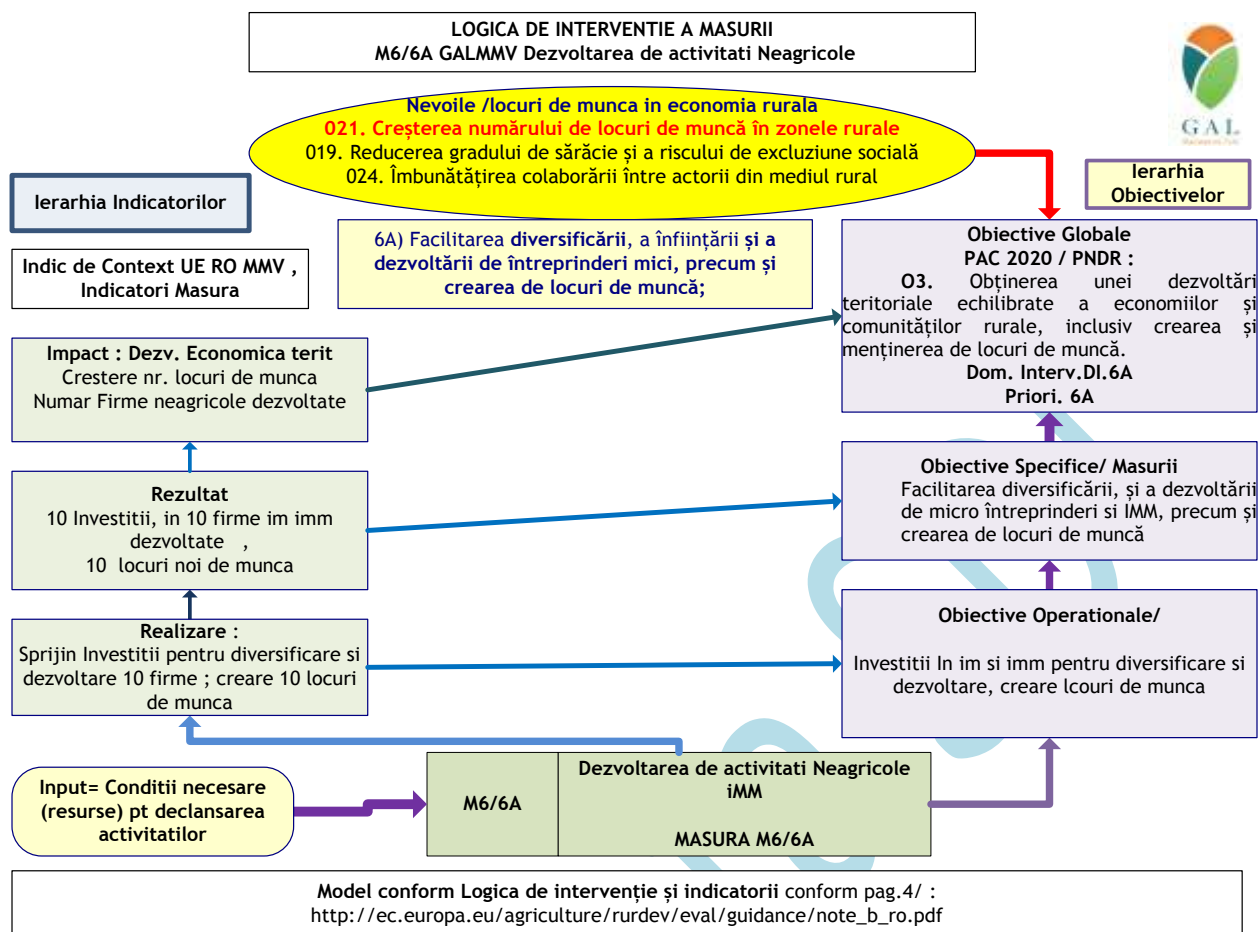 LOGICA DE INTERVENTIE A MASURII
M6/6A GALMMV Dezvoltarea de activitati Neagricole
Nevoile /locuri de munca in economia rurala
021. Creșterea numărului de locuri de muncă în zonele rurale
019. Reducerea gradului de sărăcie și a riscului de excluziune socială
024. Îmbunătățirea colaborării între actorii din mediul rural
GAL
Ierarhia Indicatorilor
Ierarhia
Obiectivelor
Indic de Context UE RO MMV ,
Indicatori Masura
6A) Facilitarea diversificării, a înființării și a
dezvoltării de întreprinderi mici, precum și
crearea de locuri de muncă;
Obiective Globale
PAC 2020 / PNDR :
O3. Obținerea unei dezvoltări
teritoriale echilibrate a economiilor și
comunităților rurale, inclusiv crearea și
menținerea de locuri de muncă.
Dom. Interv.DI.6A
Priori. 6A
Impact : Dezv. Economica terit
Crestere nr. locuri de munca
Numar Firme neagricole dezvoltate
Rezultat
10 Investitii, in 10 firme im imm
dezvoltate ,
10 locuri noi de munca
Obiective Specifice/ Masurii
Facilitarea diversificării, și a dezvoltării
de micro întreprinderi si IMM, precum și
crearea de locuri de muncă
Realizare :
Sprijin Investitii pentru diversificare si
dezvoltare 10 firme ; creare 10 locuri
de munca
Obiective Operationale/
Investitii In im si imm pentru diversificare si
dezvoltare, creare lcouri de munca
Input= Conditii necesare
(resurse) pt declansarea
activitatilor
M6/6A
Dezvoltarea de activitati Neagricole
iMM
MASURA M6/6A
Model conform Logica de intervenție și indicatorii conform pag.4/ :
http://ec.europa.eu/agriculture/rurdev/eval/guidance/note_b_ro.pdf